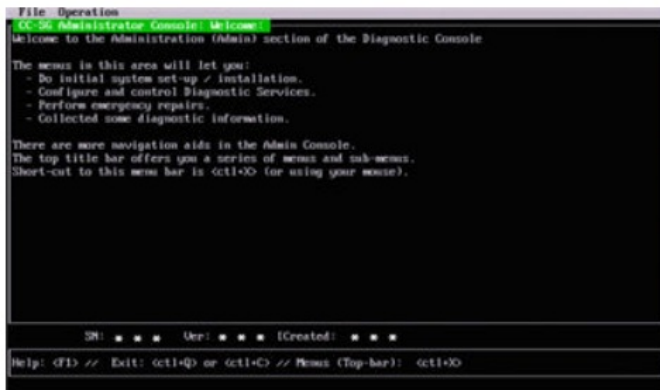 File Operation
CC-SG Administrator Console: Welcome:
Welcome to the Administration (Admin) section of the Diagnostic Console
The menus in this area will let you:
- Do initial system set-up / installation.
- Configure and control Diagnostic Services.
- Perform emergency repairs.
- Collected some diagnostic information.
There are more navigation aids in the Admin Console.
The top title bar offers you a series of menus and sub-menus.
Short-cut to this menu bar is <ctl+X> (or using your mouse).
SN: * * * Ver: * * * [Created: * * *
Help: <F1> // Exit: <ctl+Q> or <ctl+C> // Menus (Top-bar): <ctl+X>